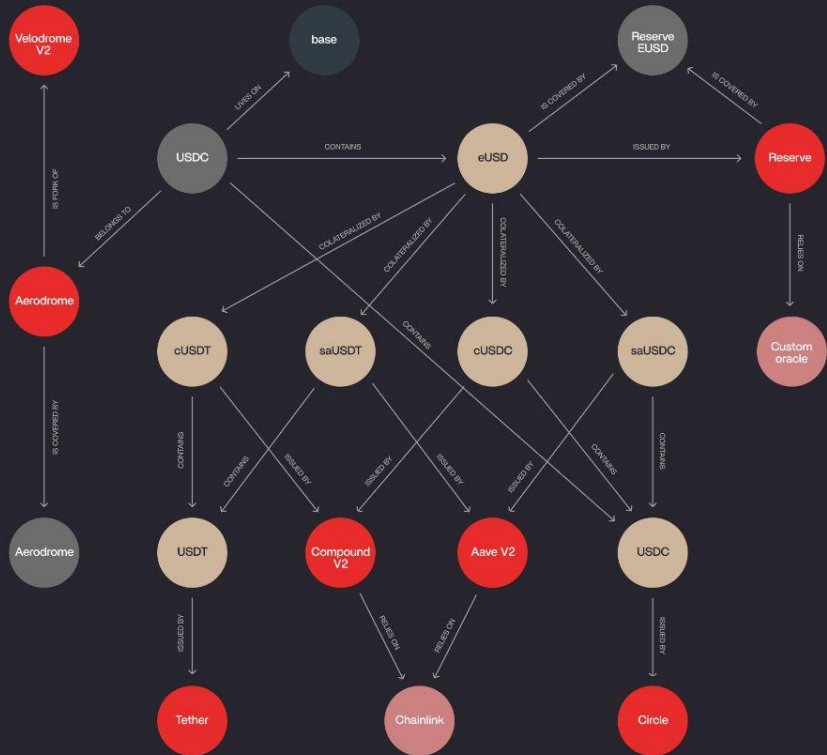 Velodrome
V2
base
Reserve
EUSD
LIVES ON
IS COVERED BY
IS COVERED BY
USDC
CONTAINS
eUSD
ISSUED BY
Reserve
IS FORK OF
BELONGS TO
COLATERALIZED BY
COLATERALIZED BY
COLATERALIZED BY
COLATERALIZED BY
RELIES ON
Aerodrome
CONTAINS
cUSDT
saUSDT
cUSDC
saUSDC
Custom
oracle
IS COVERED BY
CONTAINS
ISSUED BY
CONTAINS
ISSUED BY
ISSUED BY
ISSUED BY
CONTAINS
CONTAINS
Aerodrome
USDT
Compound
V2
Aave V2
USDC
ISSUED BY
RELIES ON
RELIES ON
ISSUED BY
Tether
Chainlink
Circle